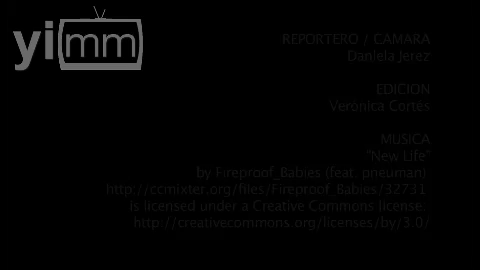 yimm
REPORTERO / CAMARA
Daniela Jerez
EDICION
Verónica Cortés
MUSICA
"New Life"
by Fireproof_Babies (feat. pneuman)
http://ccmixter.org/files/Fireproof_Babies/32731
is licensed under a Creative Commons license:
http://creativecommons.org/licenses/by/3.0/